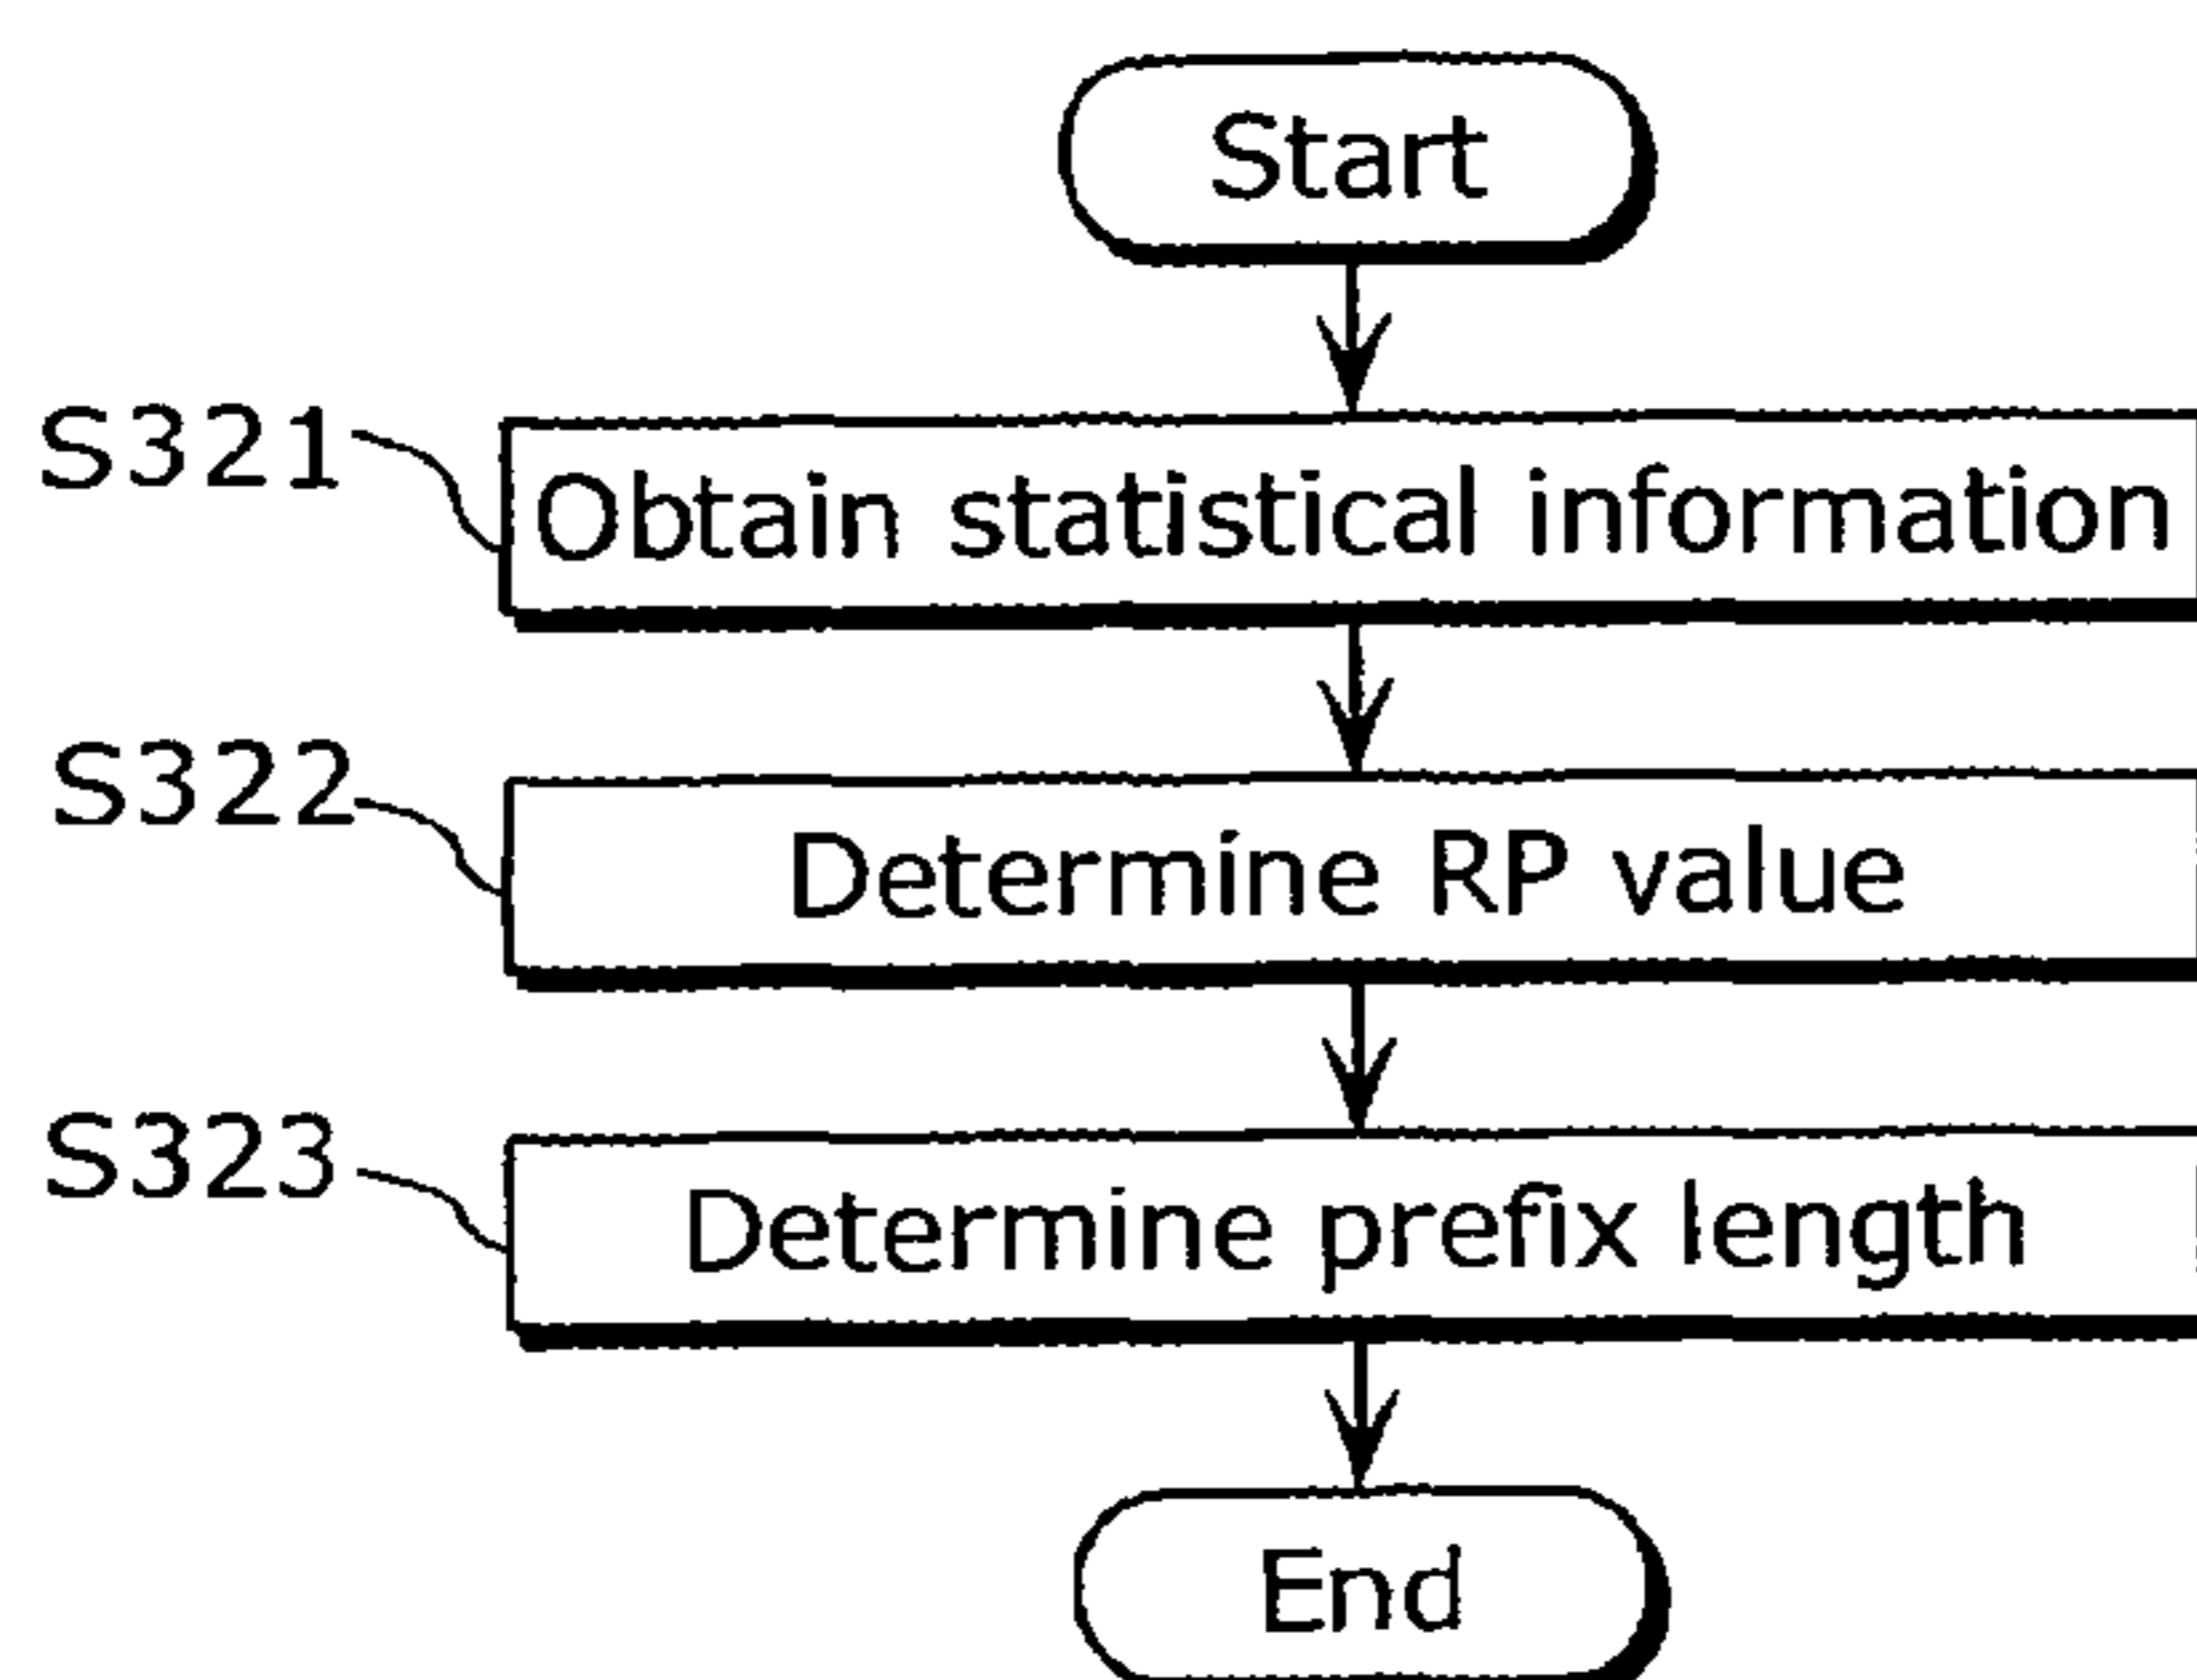 Start
S321
Obtain statistical information
S322
Determine RP value
S323
Determine prefix length
End